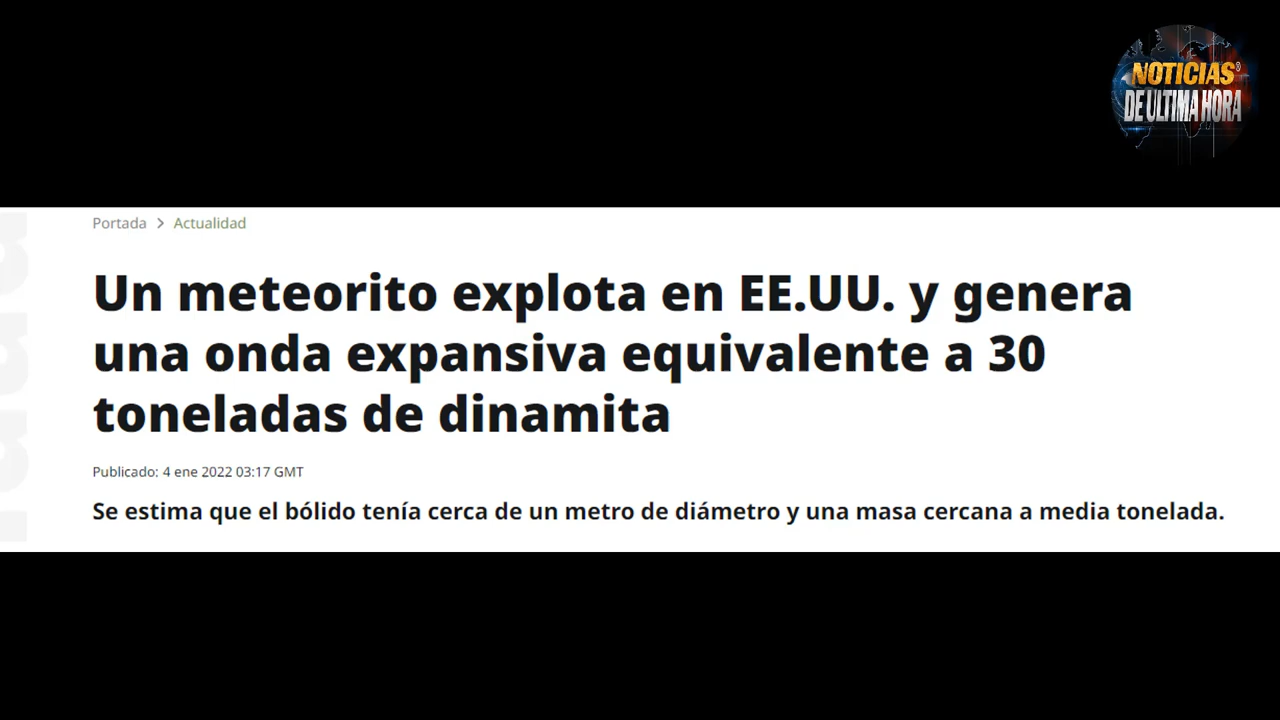 NOTICIAS®
DE ULTIMA HORA
Portada > Actualidad
Un meteorito explota en EE.UU. y genera
una onda expansiva equivalente a 30
toneladas de dinamita
Publicado: 4 ene 2022 03:17 GMT
Se estima que el bólido tenía cerca de un metro de diámetro y una masa cercana a media tonelada.